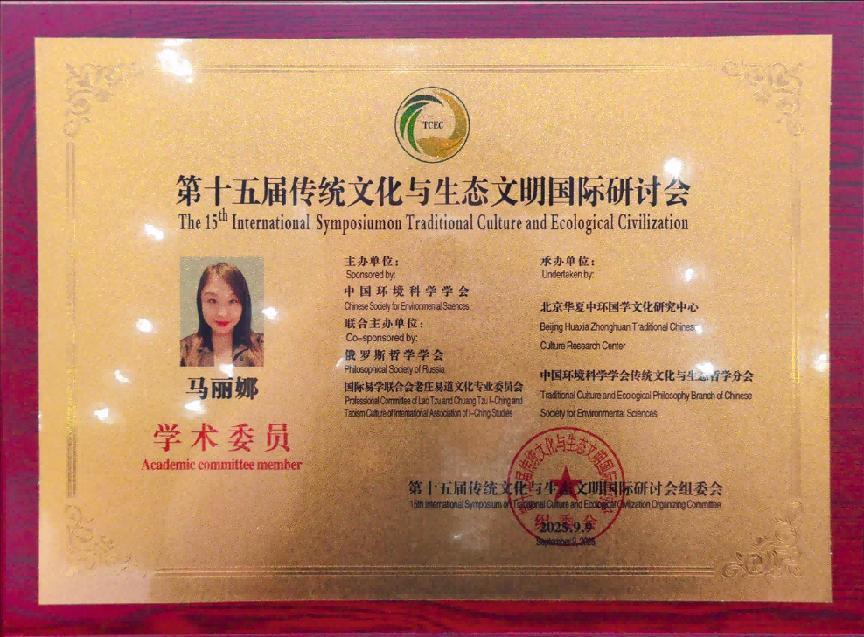 TCEC
第十五届传统文化与生态文明国际研讨会
The 15th International Symposiumon Traditional Culture and Ecological Civilization
主办单位：
Sponsored by:
中国环境科学学会
Chinese Society for Environmental Sciences
联合主办单位：
Co-sponsored by:
俄罗斯哲学学会
Philosophical Society of Russia
国际易学联合会老庄易道文化专业委员会
Professional Committee of Lao Tzu and Chuang Tzu I-Ching and
Taoism Culture of International Association of I-Ching Studies
承办单位：
Undertaken by:
北京华夏中环国学文化研究中心
Beijing Huaxia Zhonghuan Traditional Chinese
Culture Research Center
中国环境科学学会传统文化与生态哲学分会
Traditional Culture and Ecological Philosophy Branch of Chinese
Society for Environmental Sciences
马丽娜
学术委员
Academic committee member
第十五届传统文化与生态文明国际研讨会组委会
15th International Symposium on Traditional Culture and Ecological Civilization Organizing Committee
组委会
2025.9.9
September 9, 2025